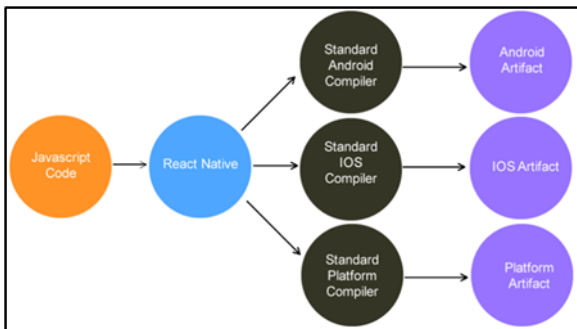 Standard
Android
Compiler
Android
Artifact
Javascript
Code
React Native
Standard
IOS
Compiler
IOS Artifact
Standard
Platform
Compiler
Platform
Artifact